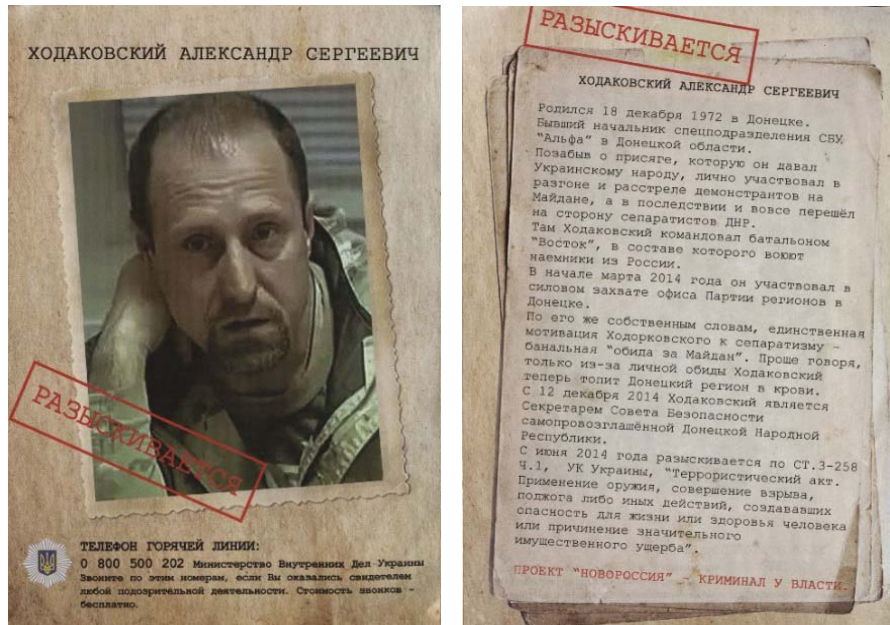 ХОДАКОВСКИЙ АЛЕКСАНДР СЕРГЕЕВИЧ
РАЗЫСКИВАЕТСЯ
ТЕЛЕФОН ГОРЯЧЕЙ ЛИНИИ:
0 800 500 202 Министерство Внутренних Дел Украины
Звоните по этим номерам, если Вы оказались свидетелем
любой подозрительной деятельности. Стоимость звонков –
бесплатно.
РАЗЫСКИВАЕТСЯ
ХОДАКОВСКИЙ АЛЕКСАНДР СЕРГЕЕВИЧ
Родился 18 декабря 1972 в Донецке.
Бывший начальник спецподразделения СБУ
"Альфа" в Донецкой области.
Позабыв о присяге, которую он давал
Украинскому народу, лично участвовал в
разгоне и расстреле демонстрантов на
Майдане, а в последствии и вовсе перешёл
на сторону сепаратистов ДНР.
Там Ходаковский командовал батальоном
"Восток", в составе которого воюют
наемники из России.
В начале марта 2014 года он участвовал в
силовом захвате офиса Партии регионов в
Донецке.
По его же собственным словам, единственная
мотивация Ходорковского к сепаратизму –
банальная "обида за Майдан". Проше говоря,
только из-за личной обиды Ходаковский
теперь топит Донецкий регион в крови.
С 12 декабря 2014 Ходаковский является
Секретарем Совета Безопасности
самопровозглашённой Донецкой Народной
Республики.
С июня 2014 года разыскивается по СТ.3-258
Ч.1, УК Украины, "Террористический акт.
Применение оружия, совершение взрыва,
поджога либо иных действий, создававших
опасность для жизни или здоровья человека
или причинение значительного
имущественного ущерба".
ПРОЕКТ "НОВОРОССИЯ" – КРИМИНАЛ У ВЛАСТИ.